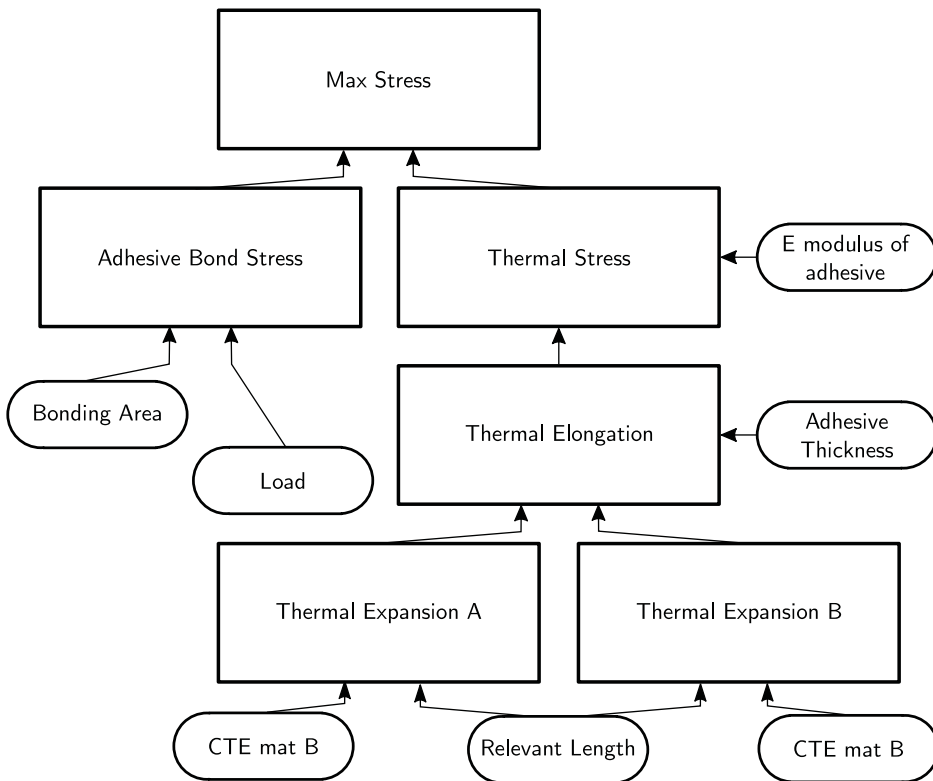 Max Stress
Adhesive Bond Stress
Thermal Stress
E modulus of
adhesive
Bonding Area
Load
Thermal Elongation
Adhesive
Thickness
Thermal Expansion A
Thermal Expansion B
CTE mat B
Relevant Length
CTE mat B